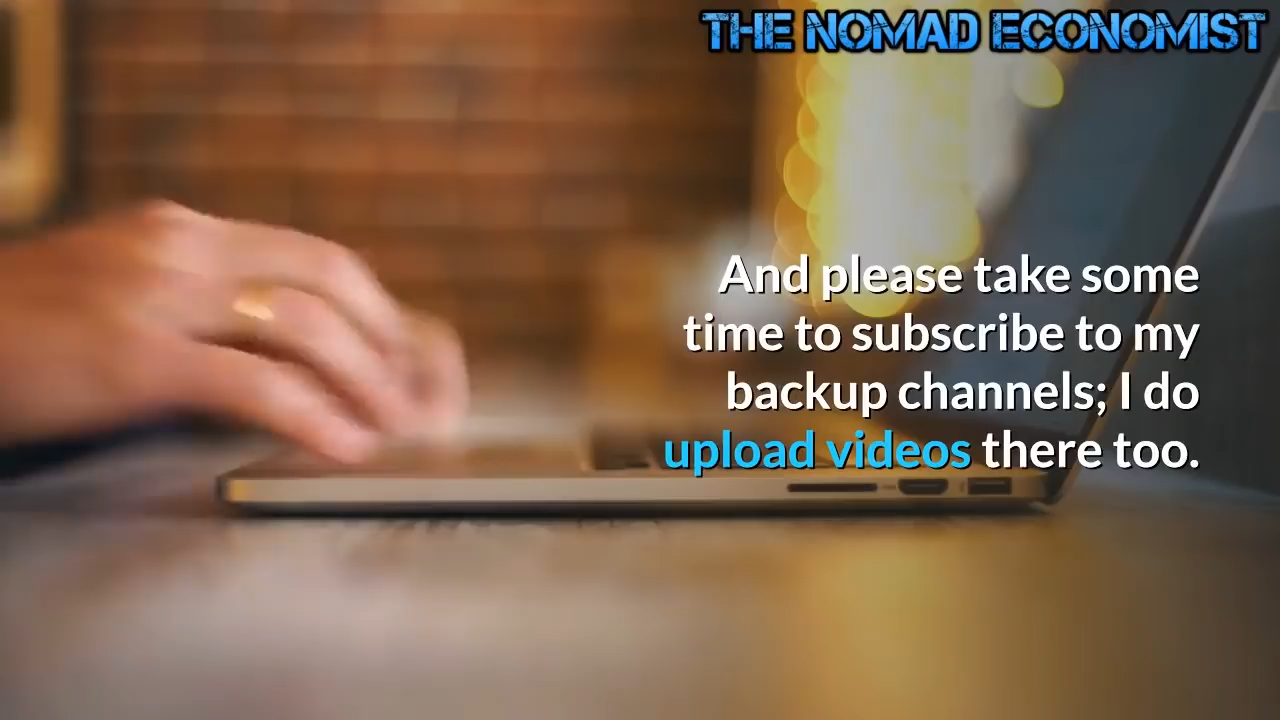 THE NOMAD ECONOMIST
And please take some
time to subscribe to my
backup channels; I do
upload videos there too.